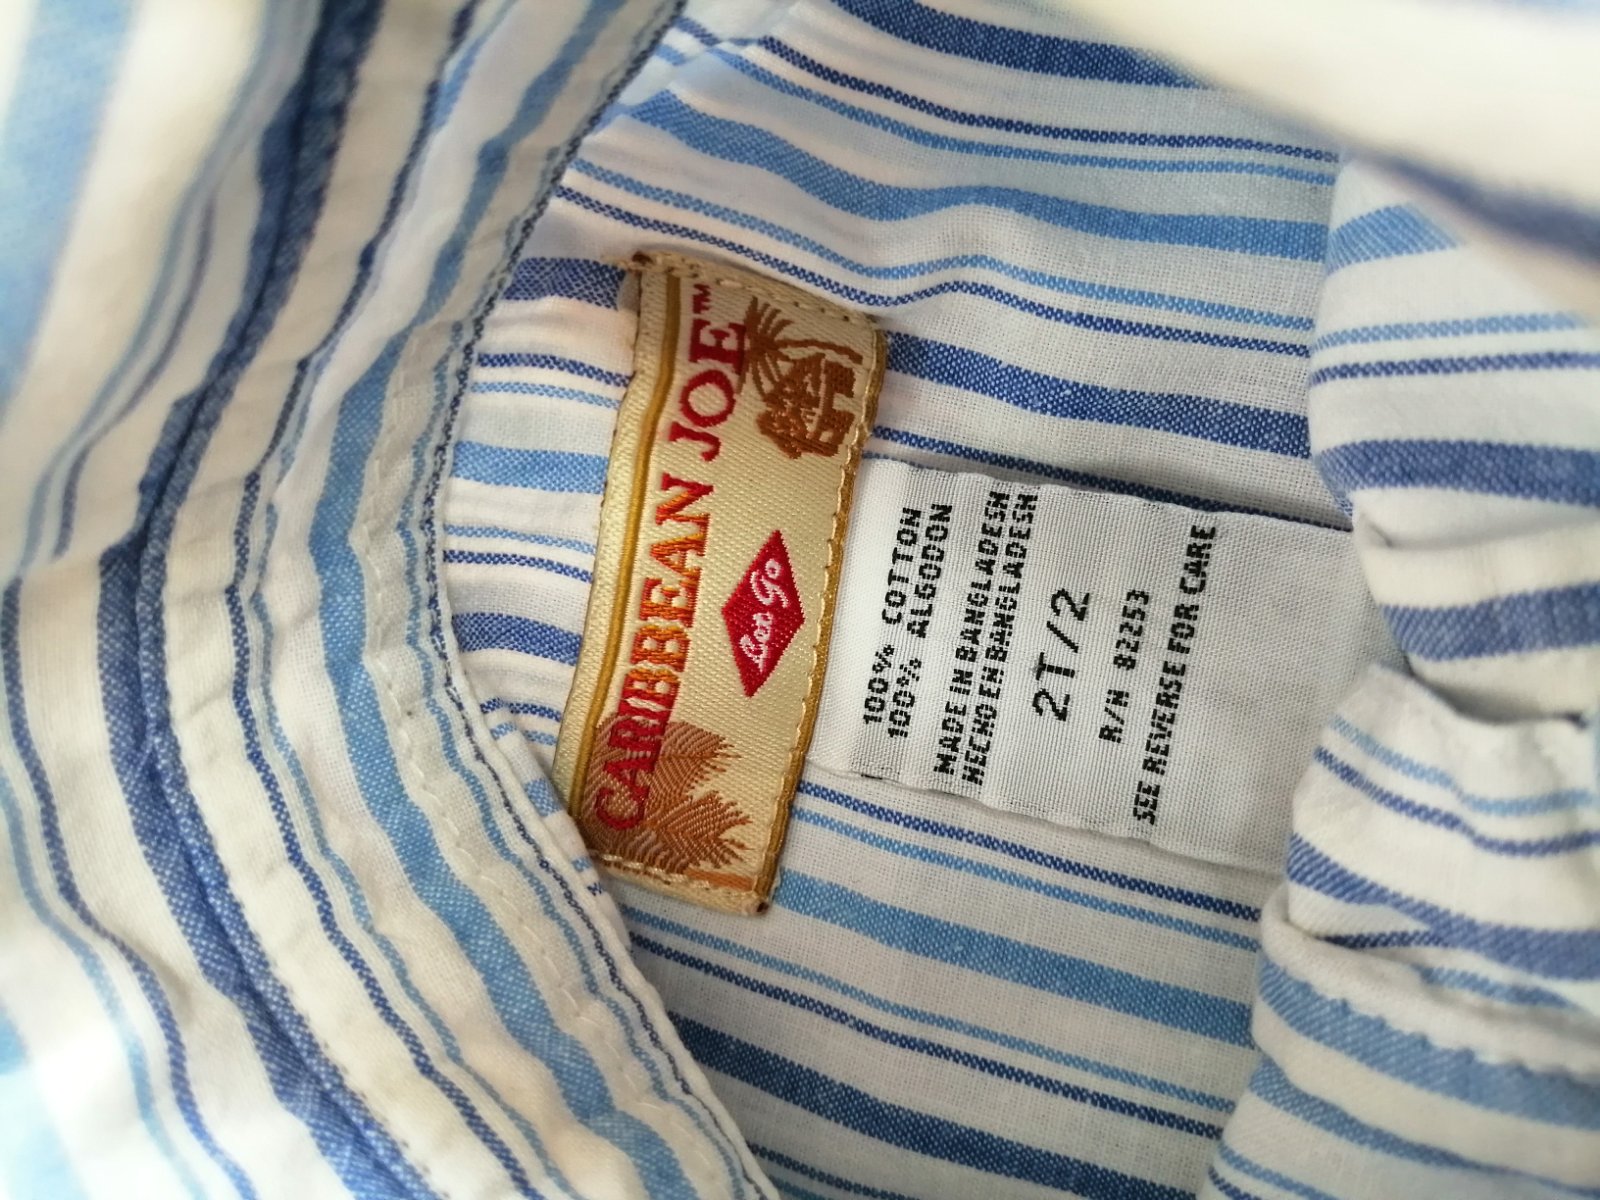 CARIBBEAN JOE™
Let Go
100% COTTON
100% ALGODON
MADE IN BANGLADESH
HECHO EN BANGLADESH
2T/2
R/N 82253
SEE REVERSE FOR CARE